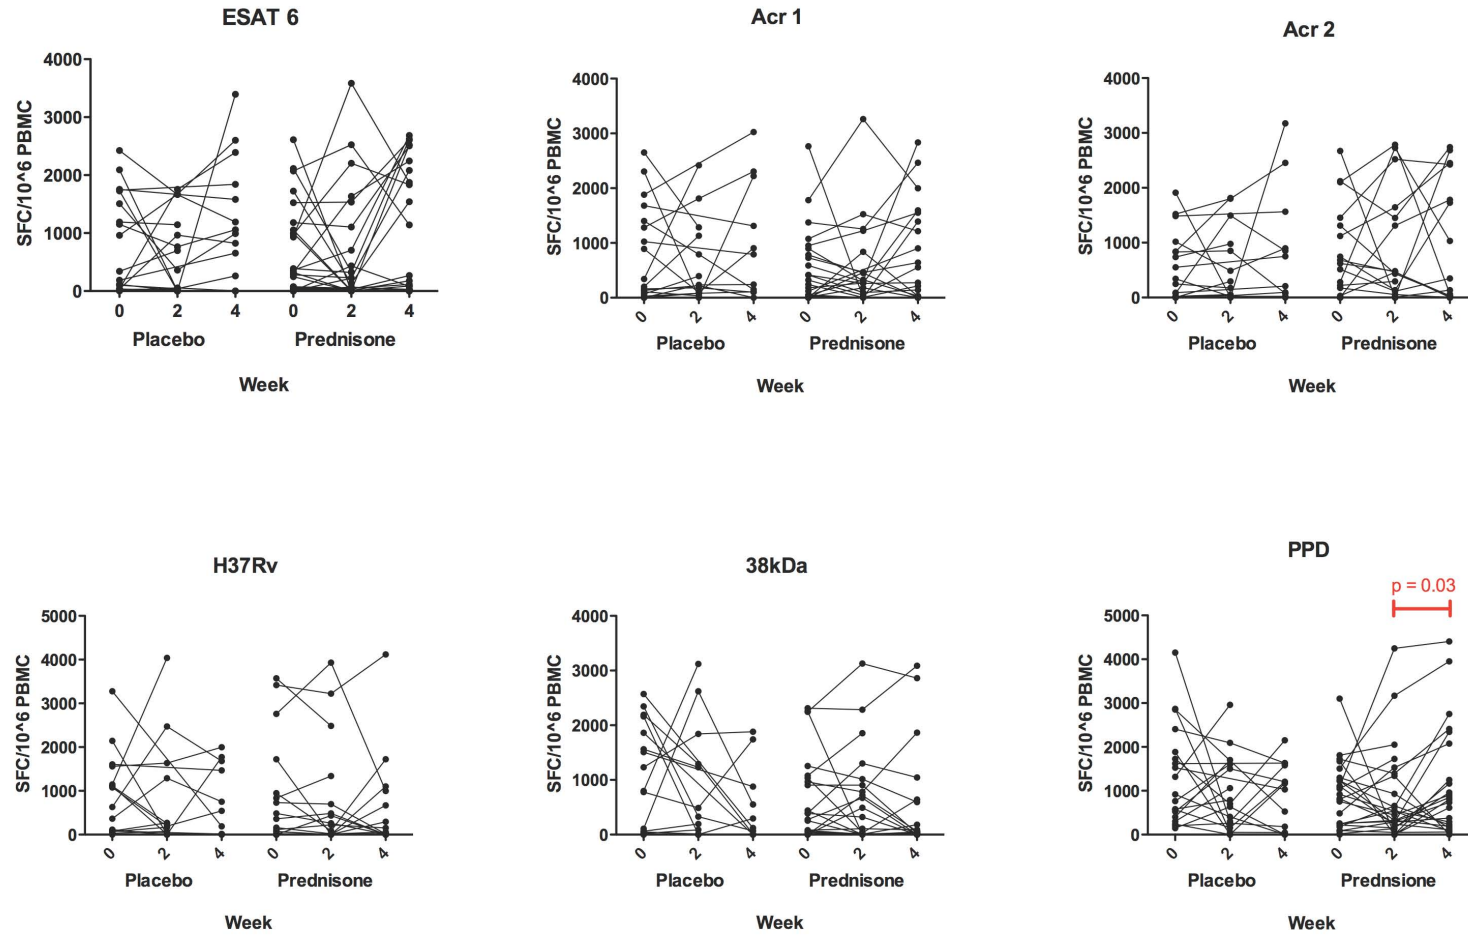 ESAT 6
SFC/10^6 PBMC
4000
3000
2000
1000
0
0 2 4 0 2 4
Placebo Prednisone
Week
Acr 1
SFC/10^6 PBMC
4000
3000
2000
1000
0
0 2 4 0 2 4
Placebo Prednisone
Week
Acr 2
SFC/10^6 PBMC
4000
3000
2000
1000
0
0 2 4 0 2 4
Placebo Prednisone
Week
H37Rv
SFC/10^6 PBMC
5000
4000
3000
2000
1000
0
0 2 4 0 2 4
Placebo Prednisone
Week
38kDa
SFC/10^6 PBMC
4000
3000
2000
1000
0
0 2 4 0 2 4
Placebo Prednisone
Week
PPD
p = 0.03
SFC/10^6 PBMC
5000
4000
3000
2000
1000
0
0 2 4 0 2 4
Placebo Prednsione
Week